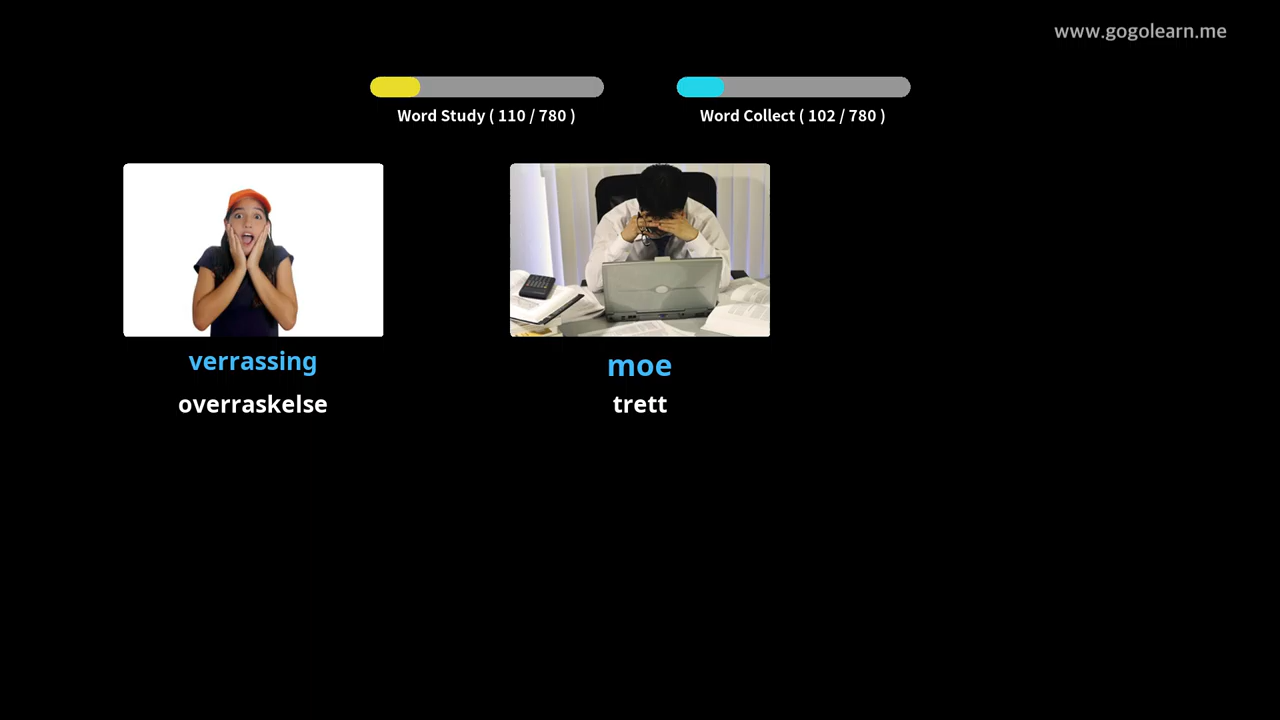 www.gogolearn.me
Word Study ( 110 / 780 )
Word Collect ( 102 / 780 )
verrassing
overraskelse
moe
trett